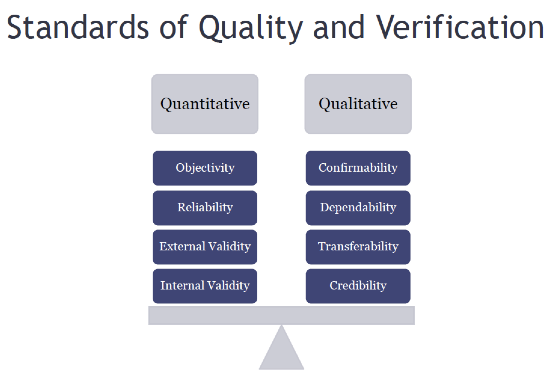 Standards of Quality and Verification
Quantitative
Qualitative
Objectivity
Confirmability
Reliability
Dependability
External Validity
Transferability
Internal Validity
Credibility